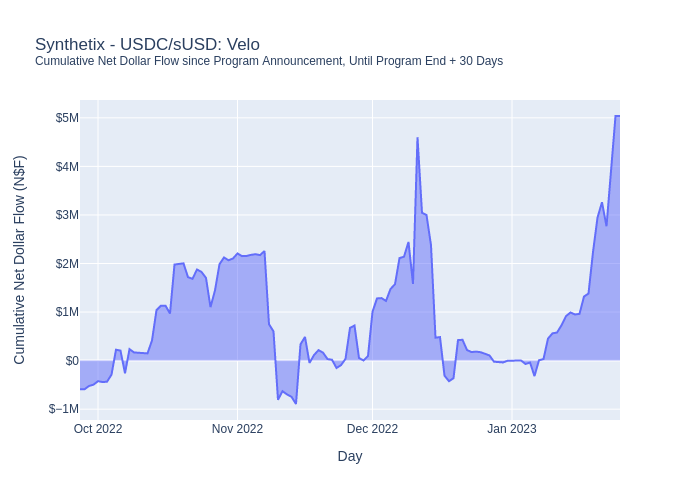 Synthetix - USDC/sUSD: Velo
Cumulative Net Dollar Flow since Program Announcement, Until Program End + 30 Days
Cumulative Net Dollar Flow (N$F)
$5M
$4M
$3M
$2M
$1M
$0
$−1M
Oct 2022
Nov 2022
Dec 2022
Jan 2023
Day